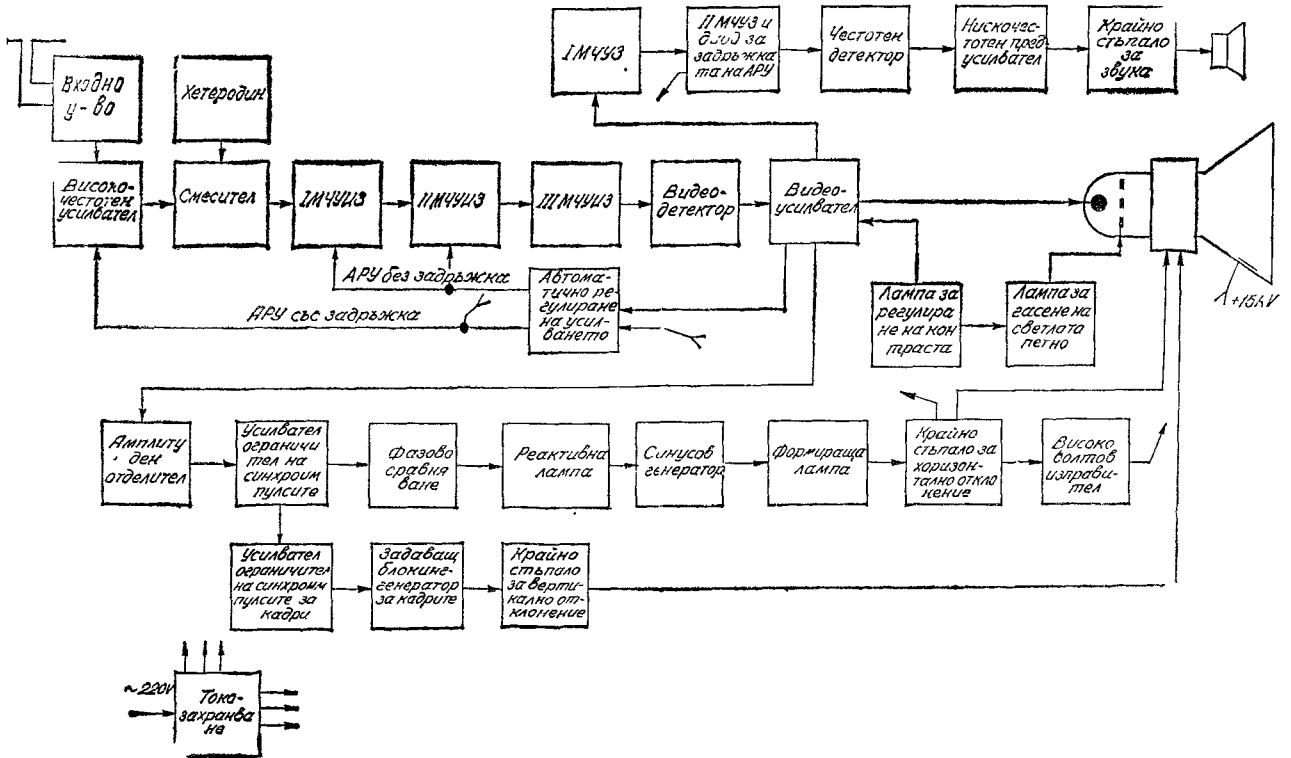 Входно
у-во
Хетеродин
I МЧУЗ
II МЧУЗ и
диод за
задръжка
та на АРУ
Честотен
детектор
Нискочес-
тотен пред-
усилвател
Крайно
стъпало
за
звука
Високо-
честотен
усилвател
Смесител
I МЧУИЗ
II МЧУИЗ
III МЧУИЗ
Видео-
детектор
Видео-
усилвател
АРУ без задръжка
АРУ със задръжка
Автома-
тично ре-
гулиране
на усил-
ването
Лампа за
регулира
не на кон
траста
Лампа за
гасене на
светлата
петно
+15kV
Амплиту
ден
отделител
Усилвател
ограничи-
тел на
синхроим
пулсите
Фазово
сравня
ване
Реактивна
лампа
Синусов
генератор
Формираща
лампа
Крайно
стъпало за
хоризон-
тално откло
нение
Високо
волтов
изправи-
тел
Усилвател
ограничител
на синхроим
пулсите за
кадри
Задаващ
блокинг-
генератор
за кадрите
Крайно
стъпало
за верти-
кално от-
клонение
~220V
Токо-
захранва
не